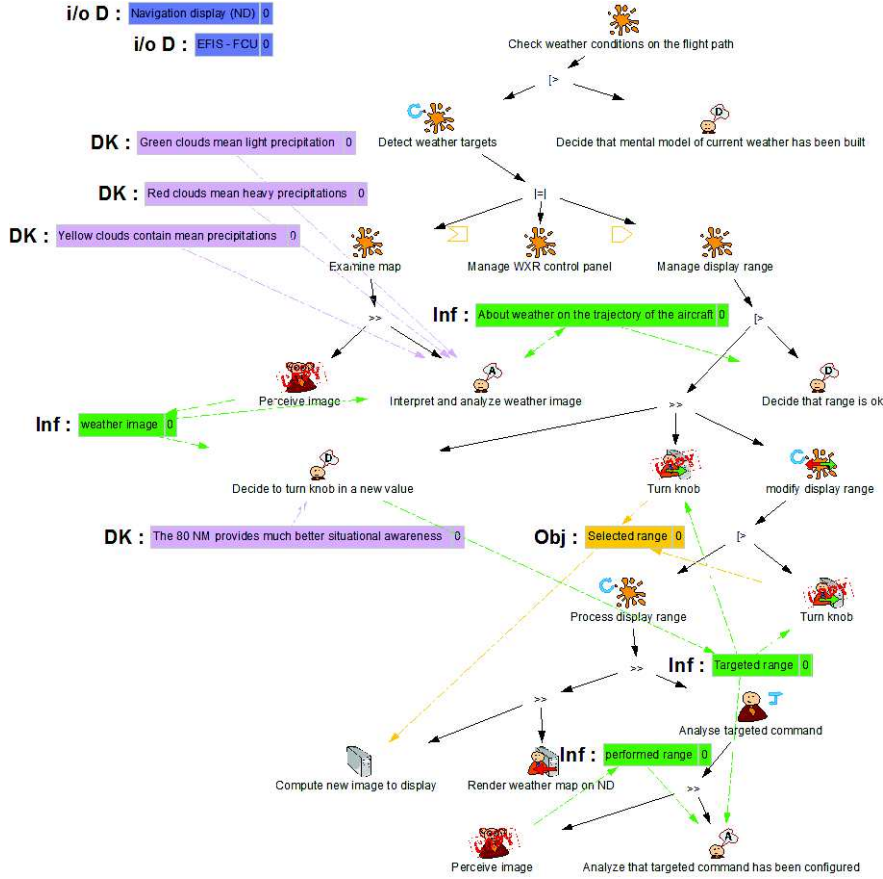 i/o D : Navigation display (ND) 0
i/o D : EFIS - FCU 0
Check weather conditions on the flight path
[>
D
Detect weather targets
Decide that mental model of current weather has been built
DK : Green clouds mean light precipitation 0
DK : Red clouds mean heavy precipitations 0
|=|
DK : Yellow clouds contain mean precipitations 0
Examine map
Manage WXR control panel
Manage display range
Inf : About weather on the trajectory of the aircraft 0
>>
[>
A
D
Perceive image
Interpret and analyze weather image
Decide that range is ok
>>
Inf : weather image 0
D
Decide to turn knob in a new value
Turn knob
modify display range
DK : The 80 NM provides much better situational awareness 0
Obj : Selected range 0
[>
Process display range
Turn knob
Inf : Targeted range 0
>>
>>
Analyse targeted command
Inf : performed range 0
Compute new image to display
Render weather map on ND
>>
A
Perceive image
Analyze that targeted command has been configured